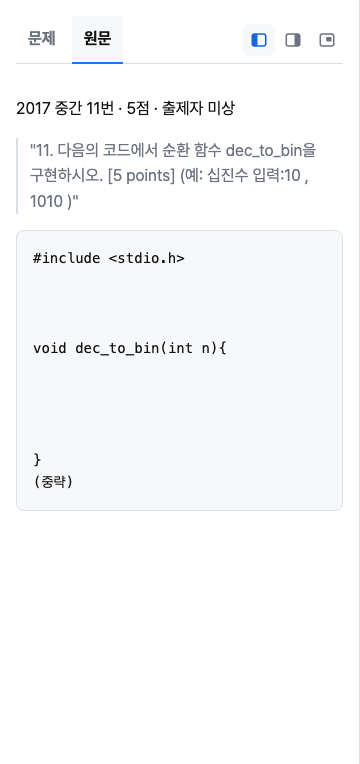 문제 원문
2017 중간 11번 · 5점 · 출제자 미상
"11. 다음의 코드에서 순환 함수 dec_to_bin을
구현하시오. [5 points] (예: 십진수 입력:10 ,
1010 )"
#include <stdio.h>
void dec_to_bin(int n){
}
(중략)